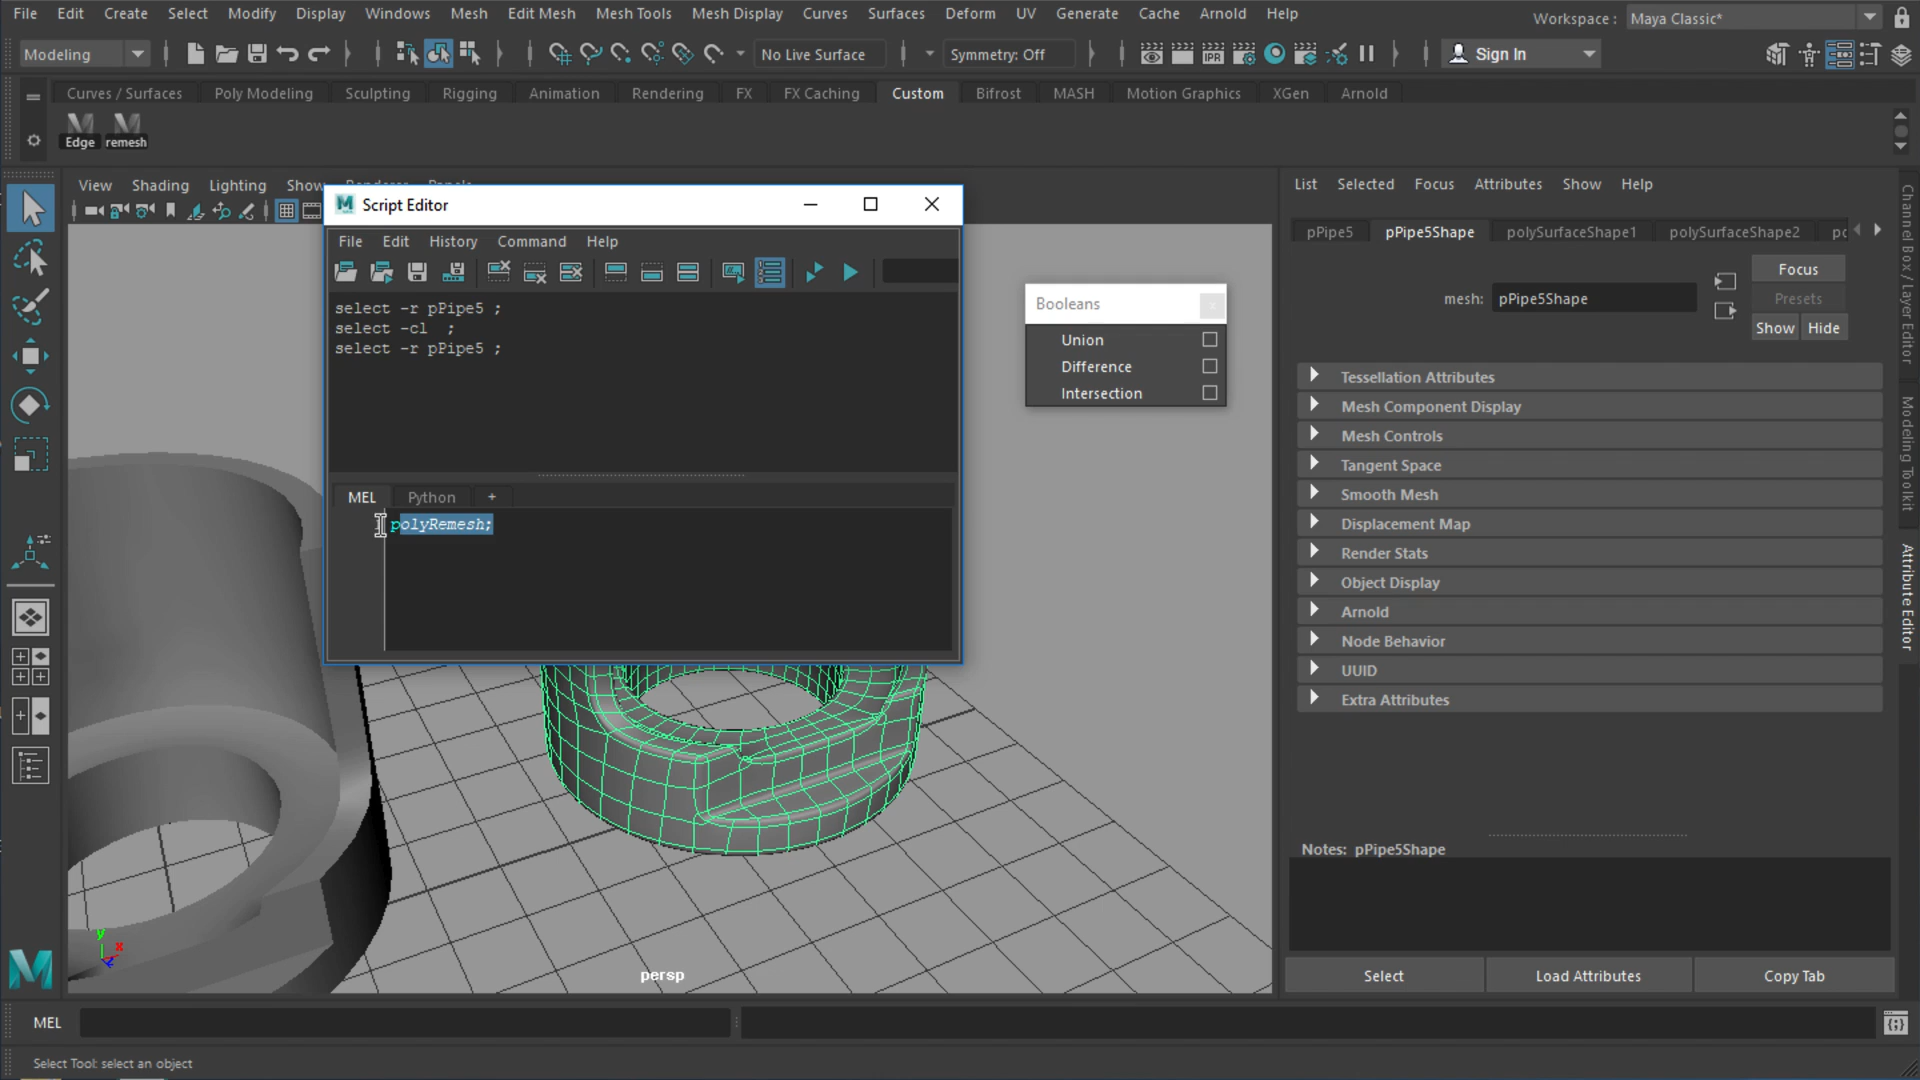 File Edit Create Select Modify Display Windows Mesh Edit Mesh Mesh Tools Mesh Display Curves Surfaces Deform UV Generate Cache Arnold Help
Workspace : Maya Classic*
Modeling No Live Surface Symmetry: Off IPR Sign In
Curves / Surfaces Poly Modeling Sculpting Rigging Animation Rendering FX FX Caching Custom Bifrost MASH Motion Graphics XGen Arnold
Edge remesh
View Shading Lighting Show
Script Editor
File Edit History Command Help
select -r pPipe5 ;
select -cl ;
select -r pPipe5 ;
MEL Python +
polyRemesh;
Booleans
Union
Difference
Intersection
List Selected Focus Attributes Show Help
pPipe5 pPipe5Shape polySurfaceShape1 polySurfaceShape2 pc
mesh: pPipe5Shape
Focus
Presets
Show Hide
Tessellation Attributes
Mesh Component Display
Mesh Controls
Tangent Space
Smooth Mesh
Displacement Map
Render Stats
Object Display
Arnold
Node Behavior
UUID
Extra Attributes
Notes: pPipe5Shape
Select Load Attributes Copy Tab
Channel Box / Layer Editor
Modeling Toolkit
Attribute Editor
y
x
z
persp
MEL
Select Tool: select an object